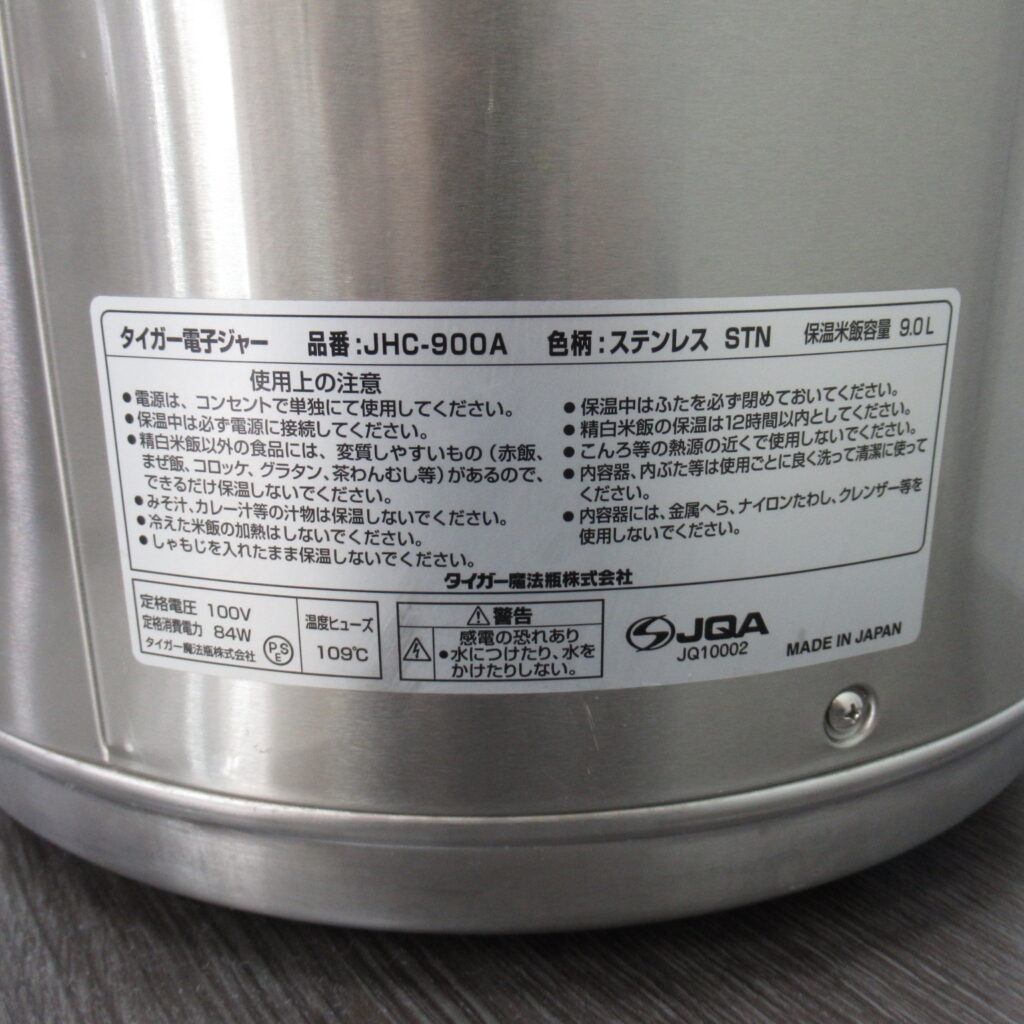 タイガー電子ジャー 品番:JHC-900A 色柄:ステンレス STN 保温米飯容量 9.0L
使用上の注意
●電源は、コンセントで単独にて使用してください。
●保温中は必ず電源に接続してください。
●精白米飯以外の食品には、変質しやすいもの(赤飯、
まぜ飯、コロッケ、グラタン、茶わんむし等)があるので、
できるだけ保温しないでください。
●みそ汁、カレー汁等の汁物は保温しないでください。
●冷えた米飯の加熱はしないでください。
●しゃもじを入れたまま保温しないでください。
●保温中はふたを必ず閉めておいてください。
●精白米飯の保温は12時間以内としてください。
●こんろ等の熱源の近くで使用しないでください。
●内容器、内ぶた等は使用ごとに良く洗って清潔に使って
ください。
●内容器には、金属へら、ナイロンたわし、クレンザー等を
使用しないでください。
タイガー魔法瓶株式会社
定格電圧 100V
定格消費電力 84W
タイガー魔法瓶株式会社
PSE
温度ヒューズ
109℃
⚠警告
感電の恐れあり
●水につけたり、水を
かけたりしない。
JQA
JQ10002
MADE IN JAPAN